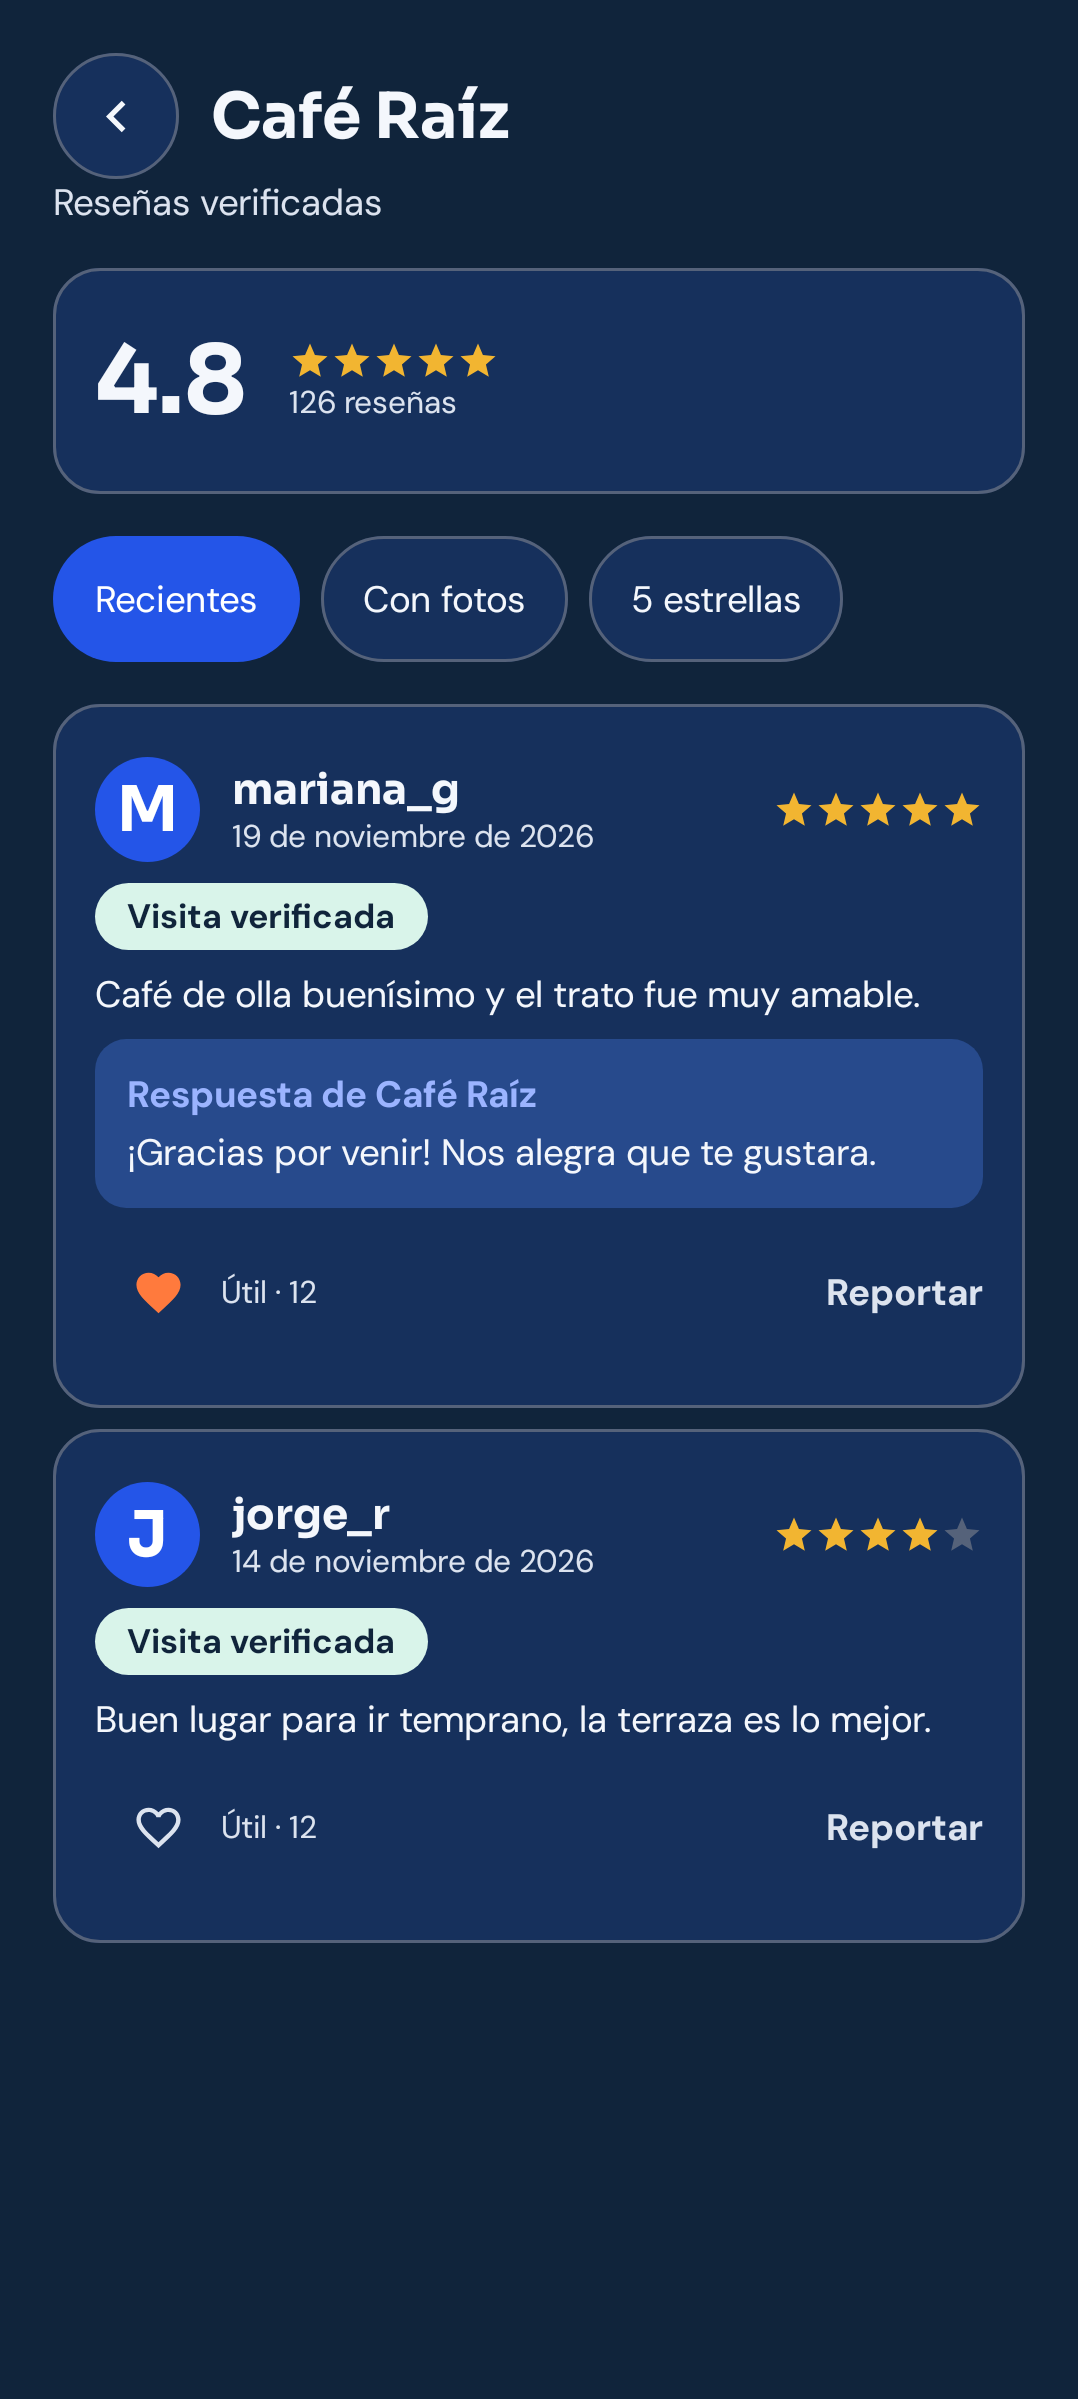 Café Raíz
Reseñas verificadas
4.8
126 reseñas
Recientes
Con fotos
5 estrellas
M
mariana_g
19 de noviembre de 2026
Visita verificada
Café de olla buenísimo y el trato fue muy amable.
Respuesta de Café Raíz
¡Gracias por venir! Nos alegra que te gustara.
Útil · 12
Reportar
J
jorge_r
14 de noviembre de 2026
Visita verificada
Buen lugar para ir temprano, la terraza es lo mejor.
Útil · 12
Reportar